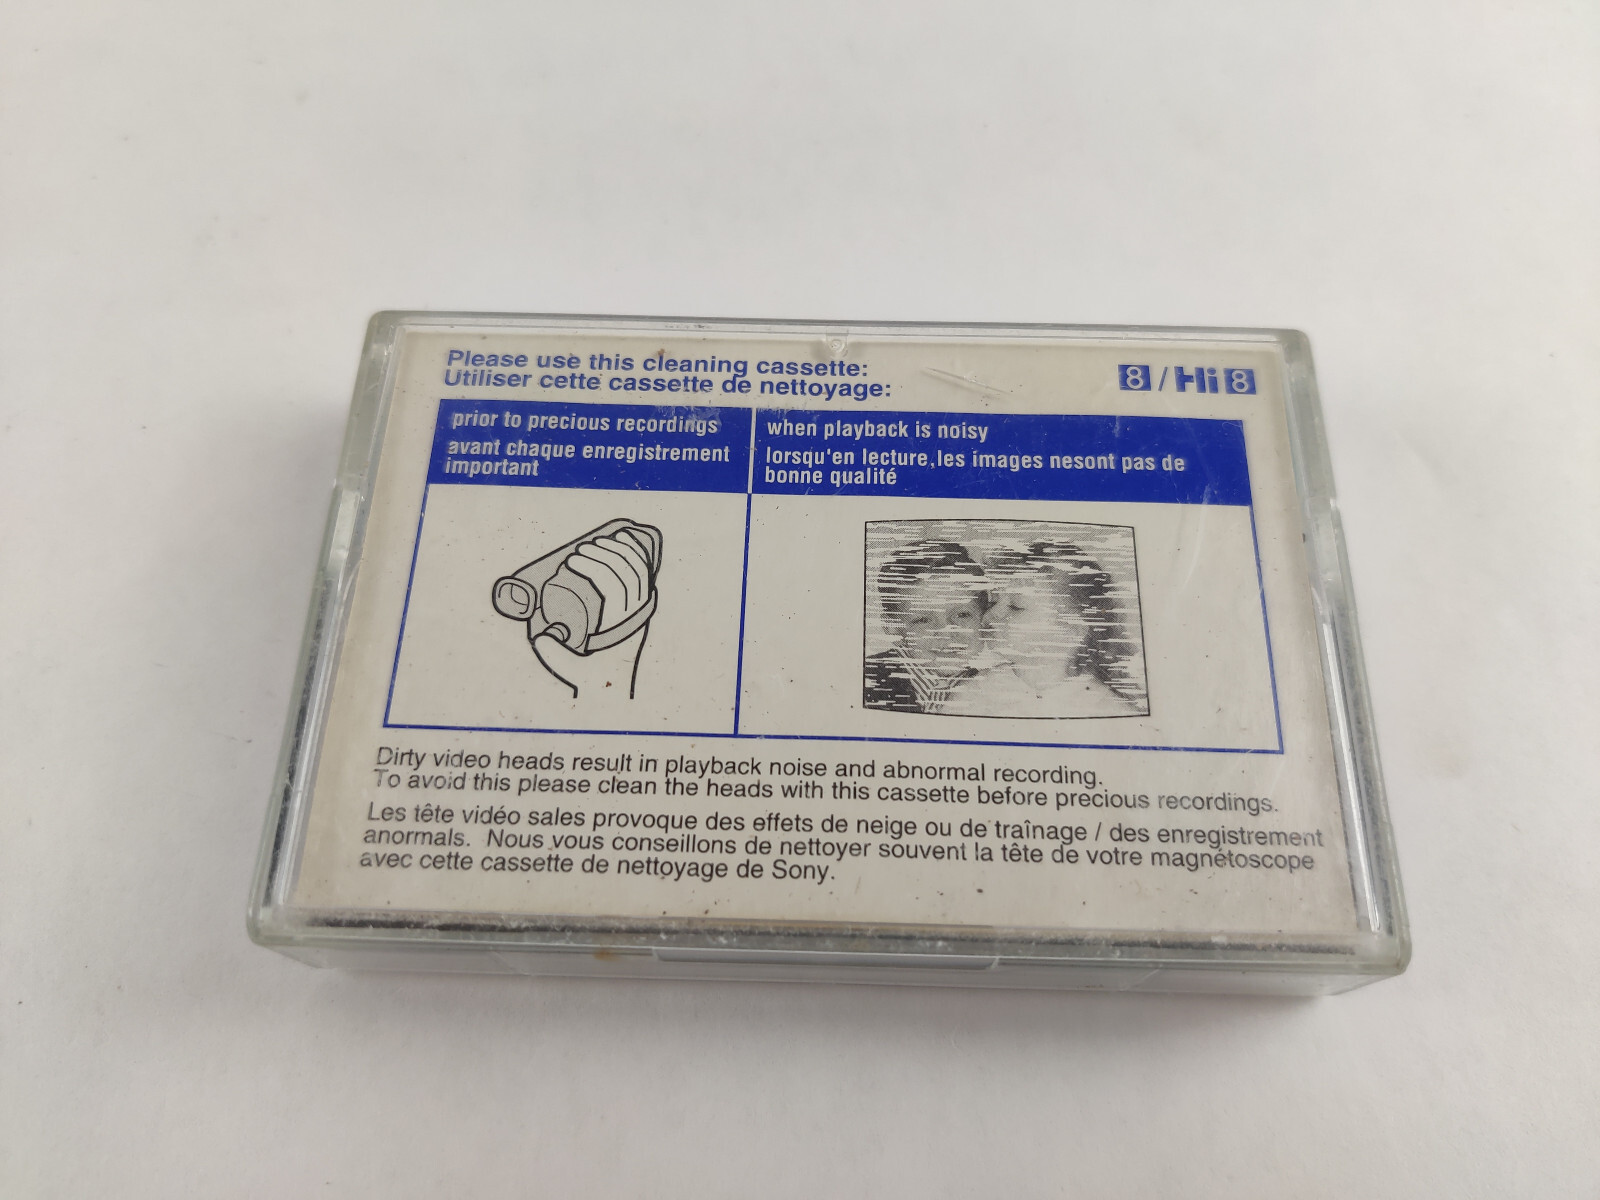 Please use this cleaning cassette:
Utiliser cette cassette de nettoyage:
8 / Hi 8
prior to precious recordings
avant chaque enregistrement
important
when playback is noisy
lorsqu'en lecture,les images nesont pas de
bonne qualité
Dirty video heads result in playback noise and abnormal recording.
To avoid this please clean the heads with this cassette before precious recordings.
Les tête vidéo sales provoque des effets de neige ou de traînage / des enregistrement
anormals. Nous vous conseillons de nettoyer souvent la tête de votre magnétoscope
avec cette cassette de nettoyage de Sony.